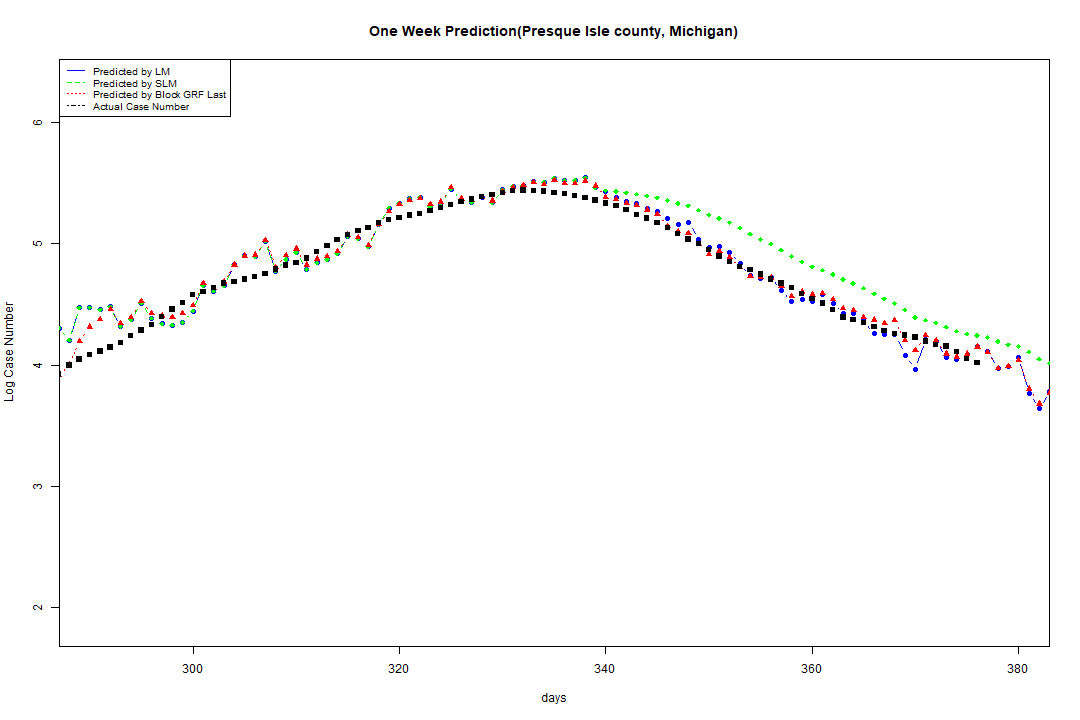 One Week Prediction(Presque Isle county, Michigan)
Predicted by LM
Predicted by SLM
Predicted by Block GRF Last
Actual Case Number
6
5
4
3
2
Log Case Number
300 320 340 360 380
days